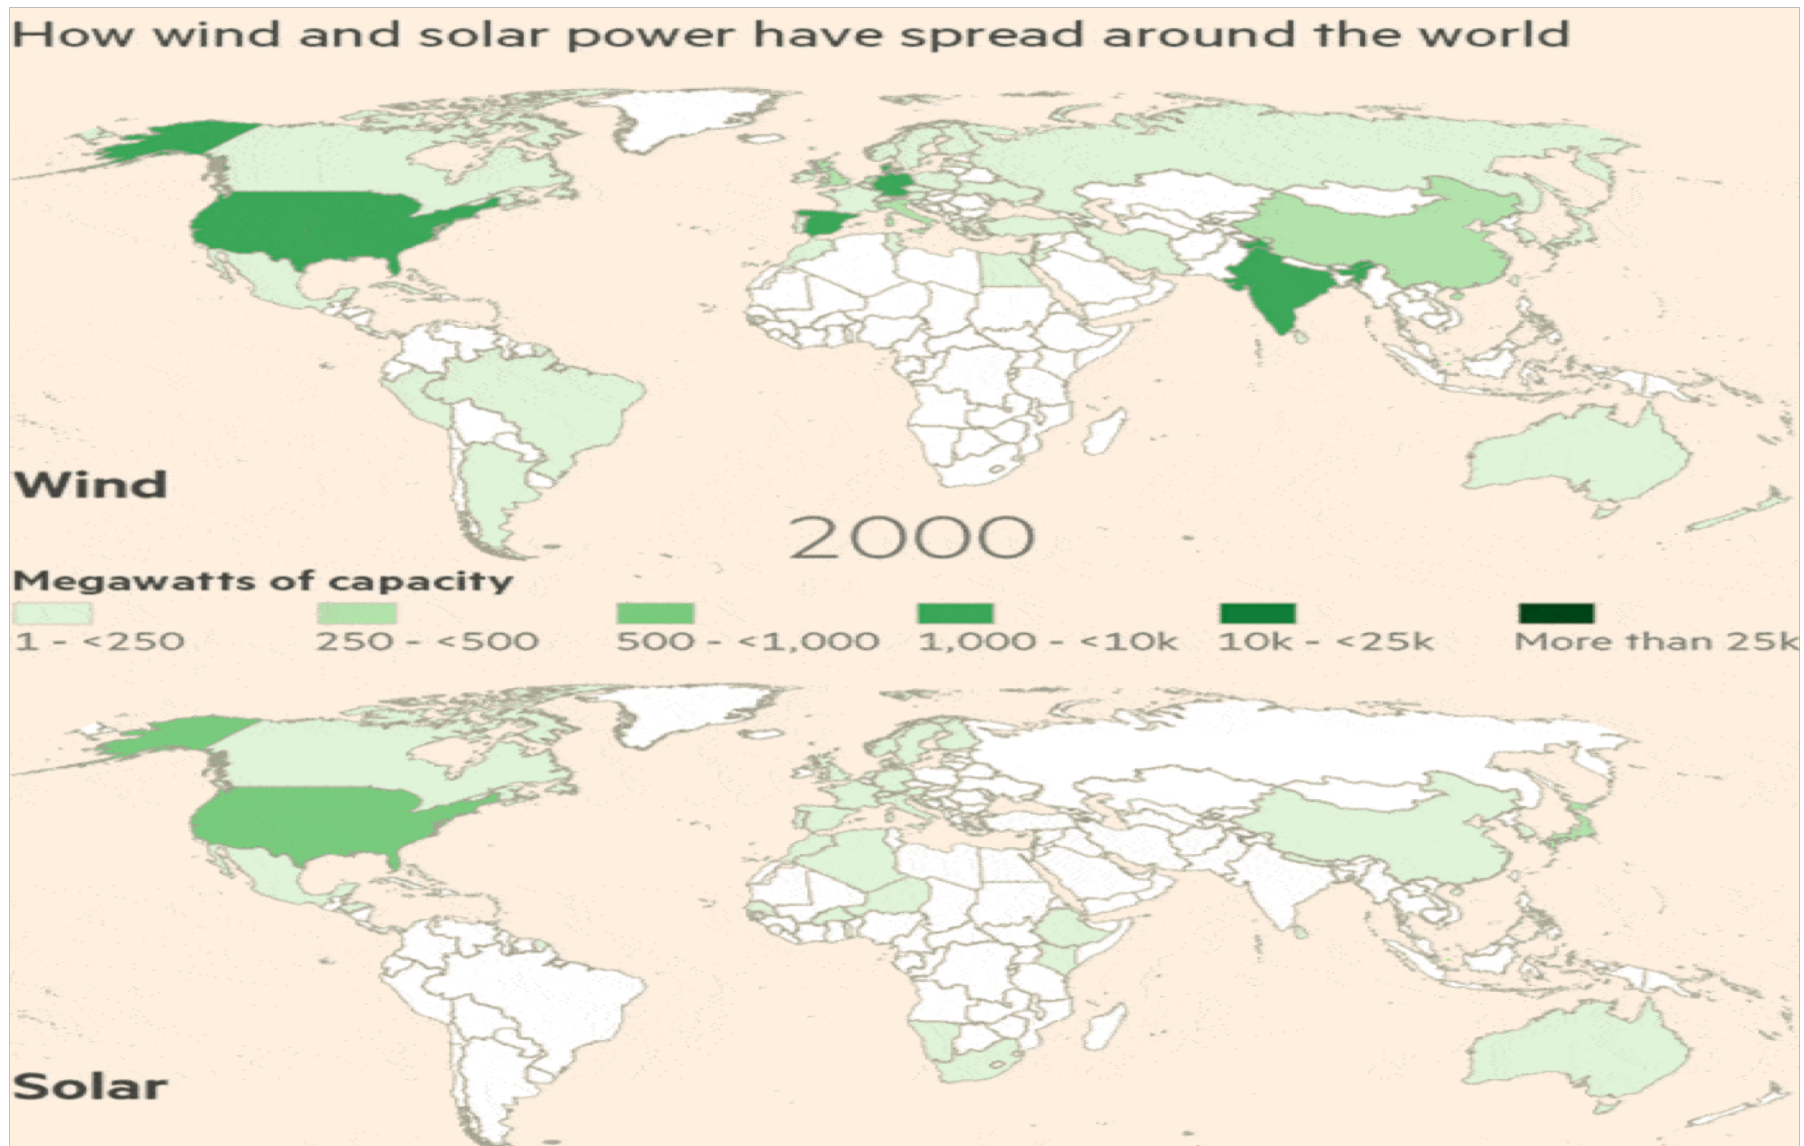 How wind and solar power have spread around the world
Wind
2000
Megawatts of capacity
1 - <250
250 - <500
500 - <1,000
1,000 - <10k
10k - <25k
More than 25k
Solar